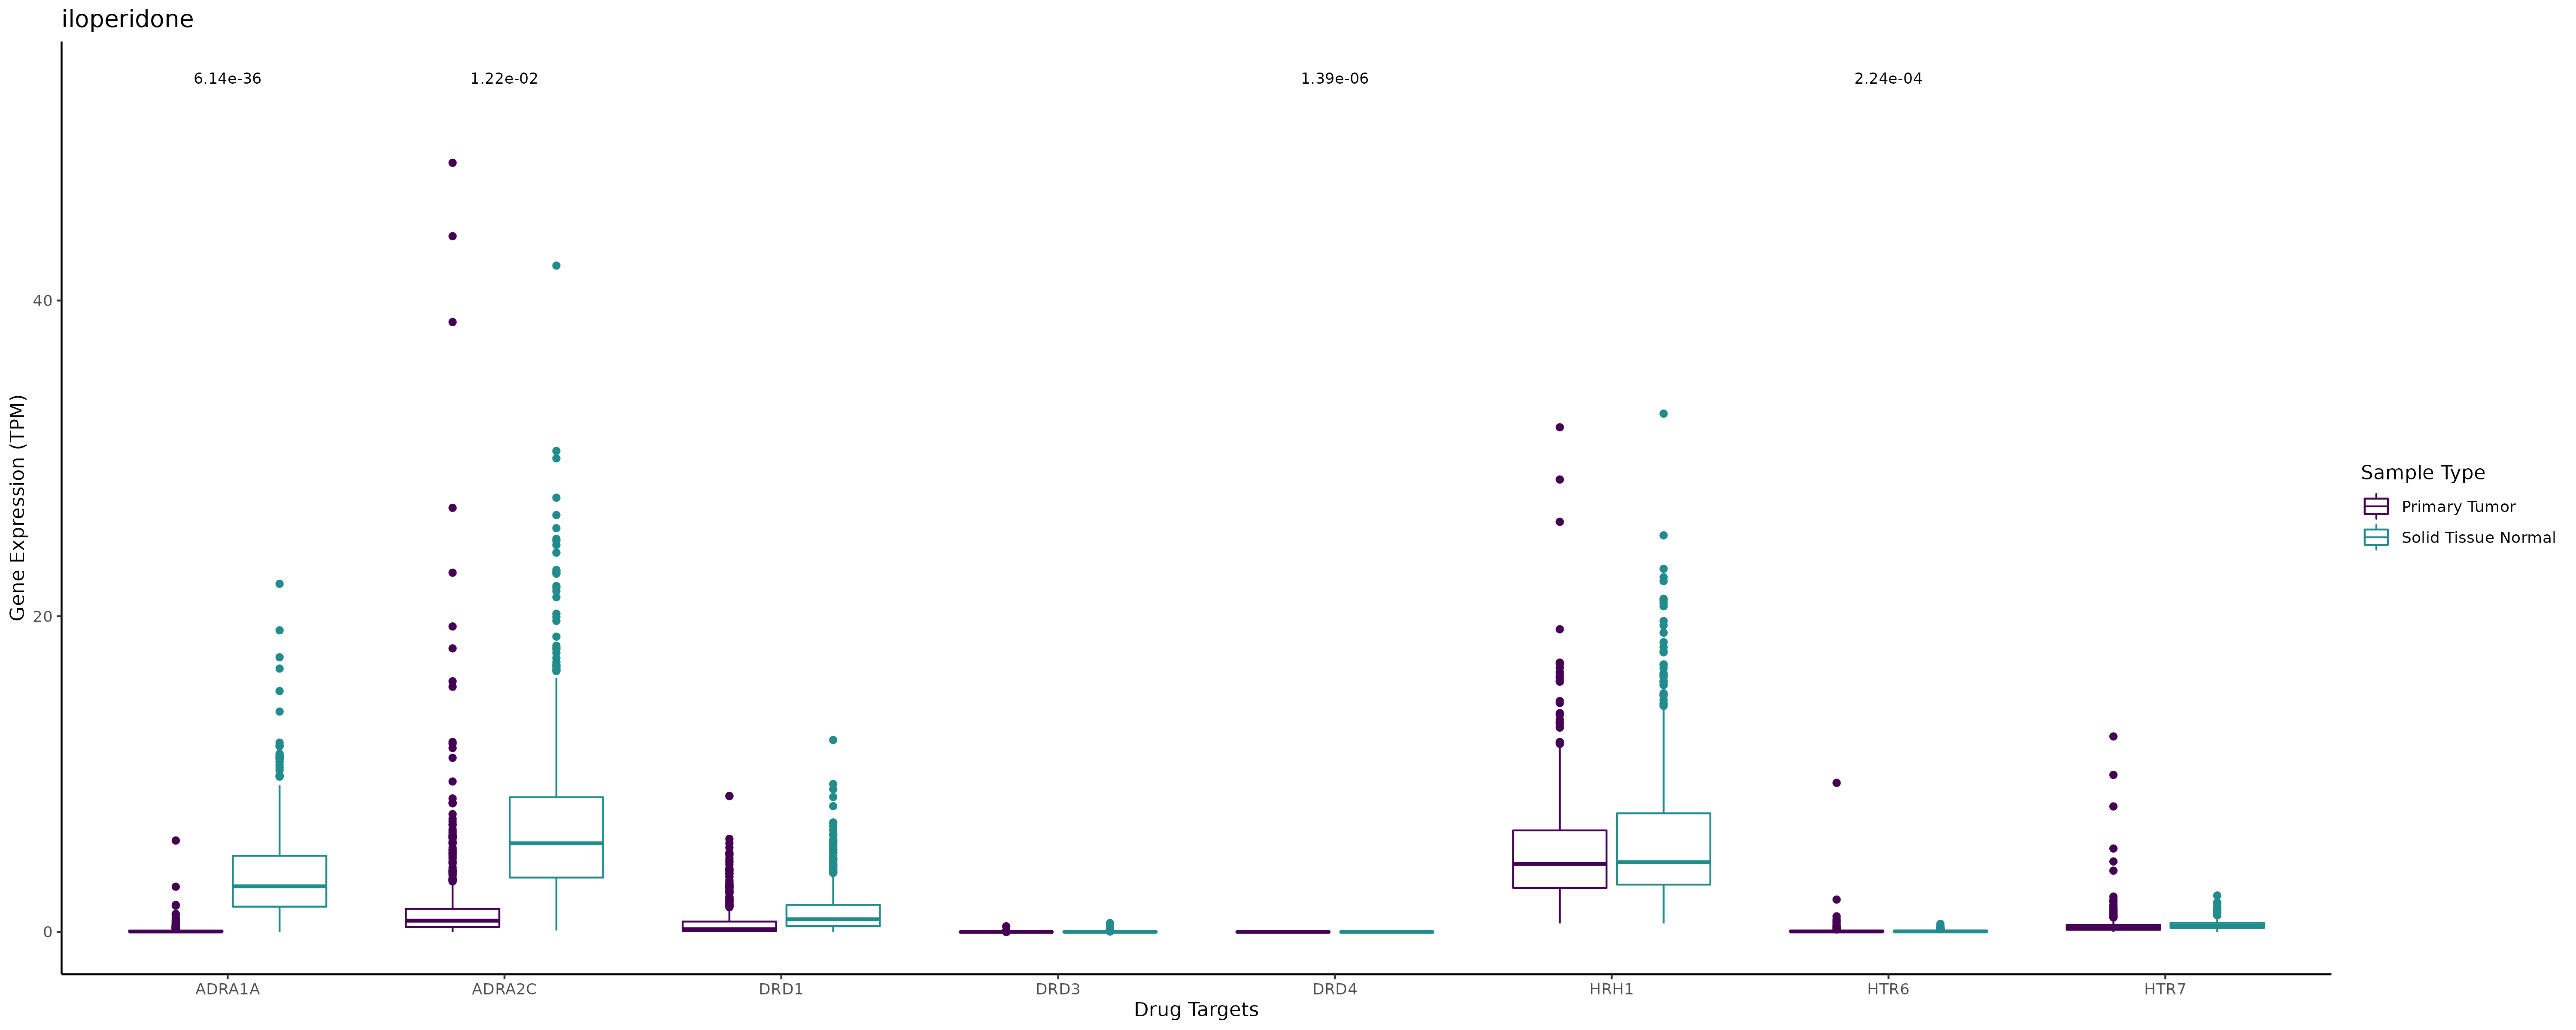 iloperidone
6.14e-36 1.22e-02 1.39e-06 2.24e-04
Gene Expression (TPM)
40
20
0
ADRA1A ADRA2C DRD1 DRD3 DRD4 HRH1 HTR6 HTR7
Drug Targets
Sample Type
Primary Tumor
Solid Tissue Normal